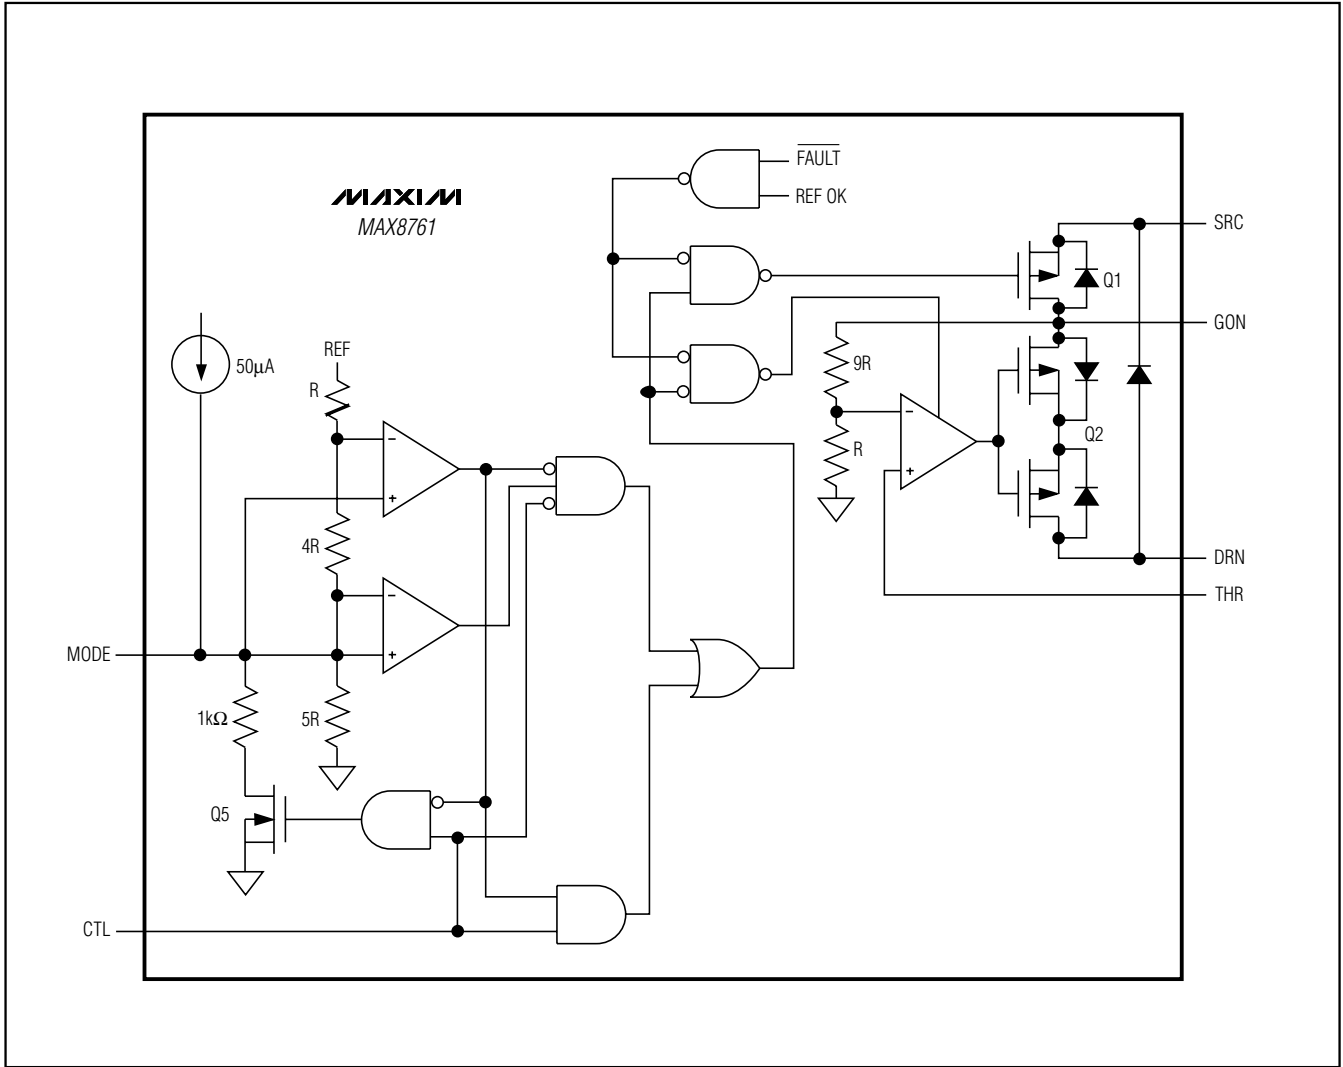 FAULT
REF OK
MAXIM
MAX8761
SRC
Q1
GON
REF
50µA
R
9R
R
Q2
4R
DRN
THR
MODE
1kΩ
5R
Q5
CTL